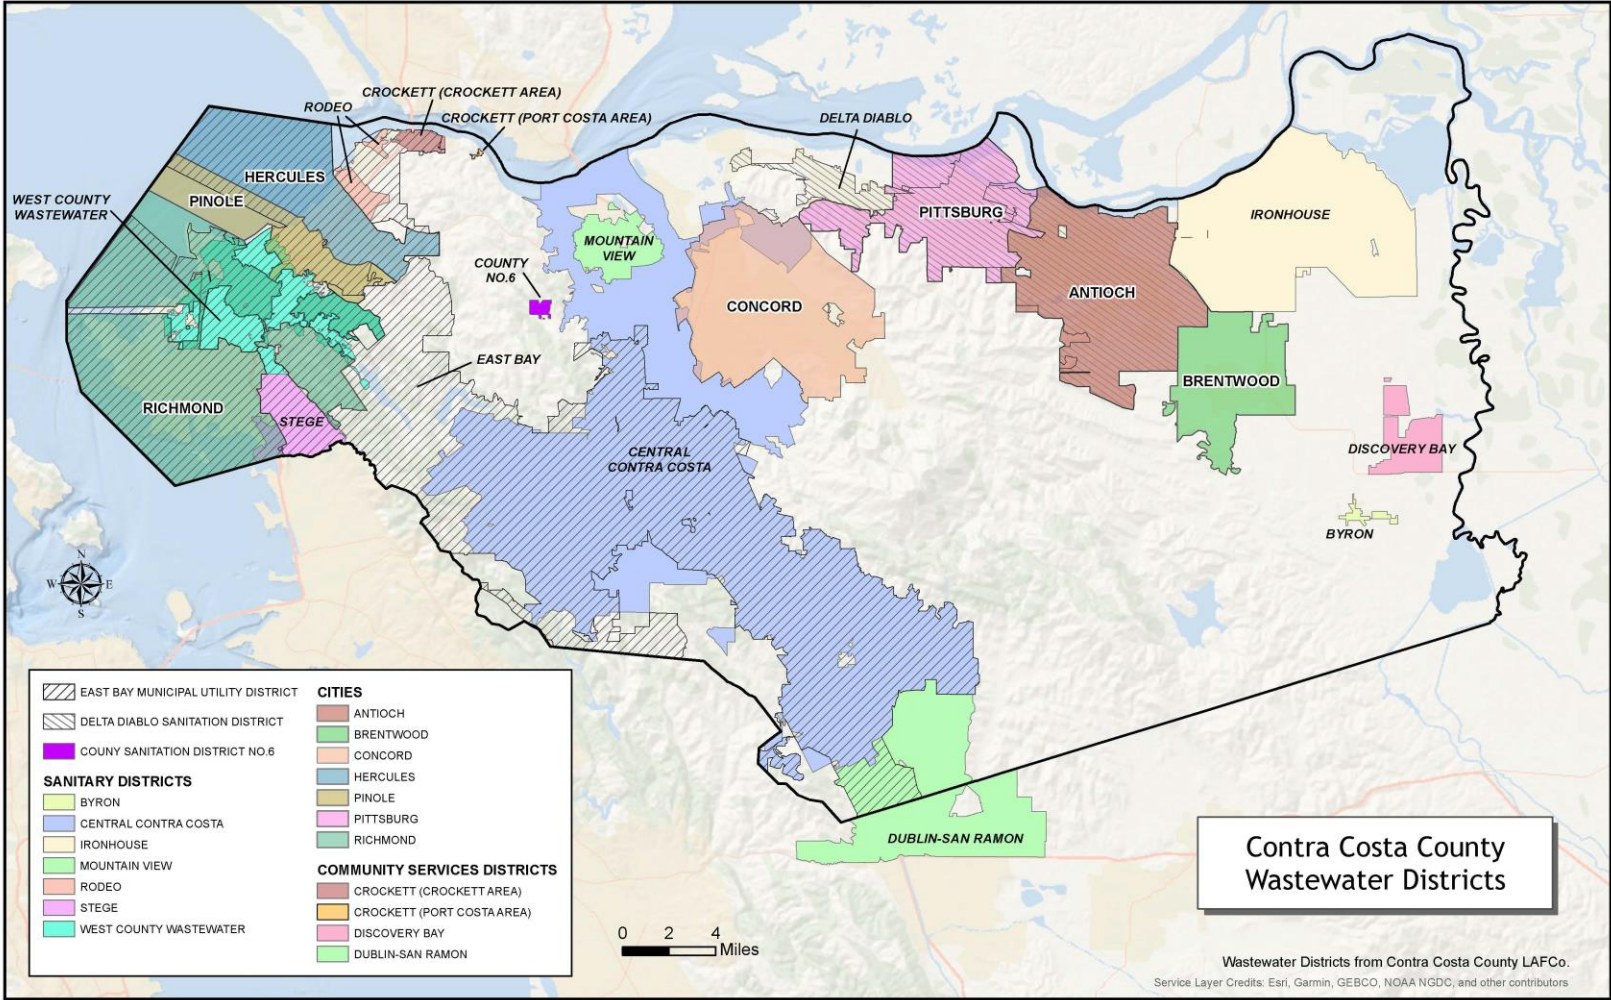 CROCKETT (CROCKETT AREA)
RODEO
CROCKETT (PORT COSTA AREA)
DELTA DIABLO
HERCULES
PINOLE
WEST COUNTY
WASTEWATER
PITTSBURG
IRONHOUSE
MOUNTAIN
VIEW
COUNTY
NO.6
ANTIOCH
CONCORD
EAST BAY
BRENTWOOD
RICHMOND
STEGE
DISCOVERY BAY
CENTRAL
CONTRA COSTA
BYRON
N
W
E
S
DUBLIN-SAN RAMON
EAST BAY MUNICIPAL UTILITY DISTRICT
DELTA DIABLO SANITATION DISTRICT
COUNY SANITATION DISTRICT NO.6
SANITARY DISTRICTS
BYRON
CENTRAL CONTRA COSTA
IRONHOUSE
MOUNTAIN VIEW
RODEO
STEGE
WEST COUNTY WASTEWATER
CITIES
ANTIOCH
BRENTWOOD
CONCORD
HERCULES
PINOLE
PITTSBURG
RICHMOND
COMMUNITY SERVICES DISTRICTS
CROCKETT (CROCKETT AREA)
CROCKETT (PORT COSTA AREA)
DISCOVERY BAY
DUBLIN-SAN RAMON
0 2 4
Miles
Contra Costa County
Wastewater Districts
Wastewater Districts from Contra Costa County LAFCo.
Service Layer Credits: Esri, Garmin, GEBCO, NOAA NGDC, and other contributors